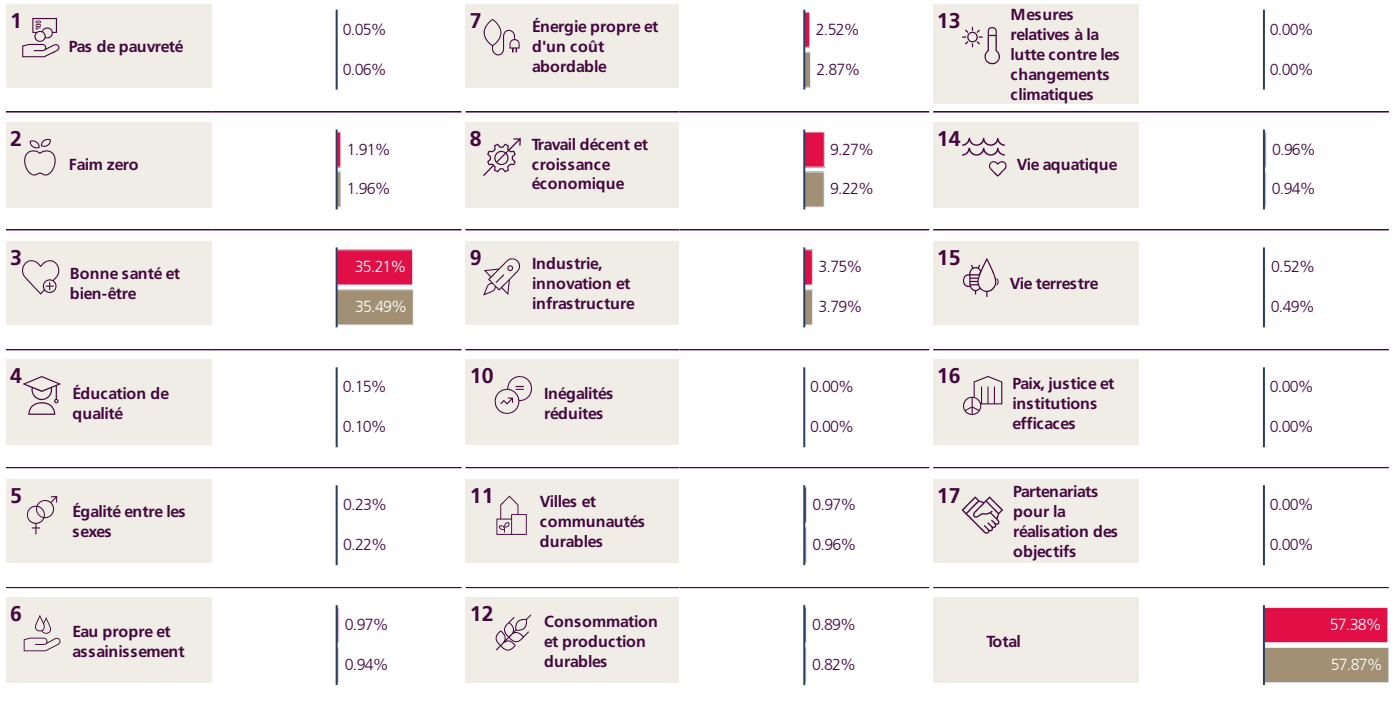 1
Pas de pauvreté
0.05%
0.06%
2
Faim zero
1.91%
1.96%
3
Bonne santé et
bien-être
35.21%
35.49%
4
Éducation de
qualité
0.15%
0.10%
5
Égalité entre les
sexes
0.23%
0.22%
6
Eau propre et
assainissement
0.97%
0.94%
7
Énergie propre et
d'un coût
abordable
2.52%
2.87%
8
Travail décent et
croissance
économique
9.27%
9.22%
9
Industrie,
innovation et
infrastructure
3.75%
3.79%
10
Inégalités
réduites
0.00%
0.00%
11
Villes et
communautés
durables
0.97%
0.96%
12
Consommation
et production
durables
0.89%
0.82%
13
Mesures
relatives à la
lutte contre les
changements
climatiques
0.00%
0.00%
14
Vie aquatique
0.96%
0.94%
15
Vie terrestre
0.52%
0.49%
16
Paix, justice et
institutions
efficaces
0.00%
0.00%
17
Partenariats
pour la
réalisation des
objectifs
0.00%
0.00%
Total
57.38%
57.87%